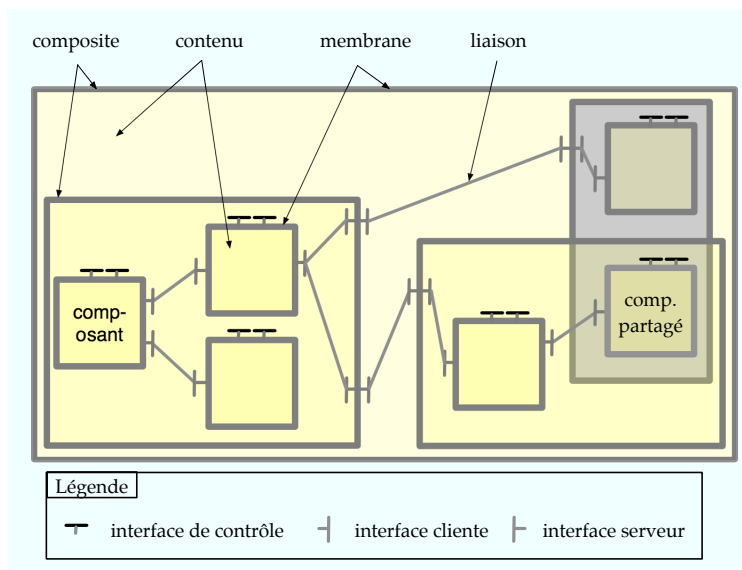 composite contenu membrane liaison
comp-
osant
comp.
partagé
Légende
interface de contrôle interface cliente interface serveur